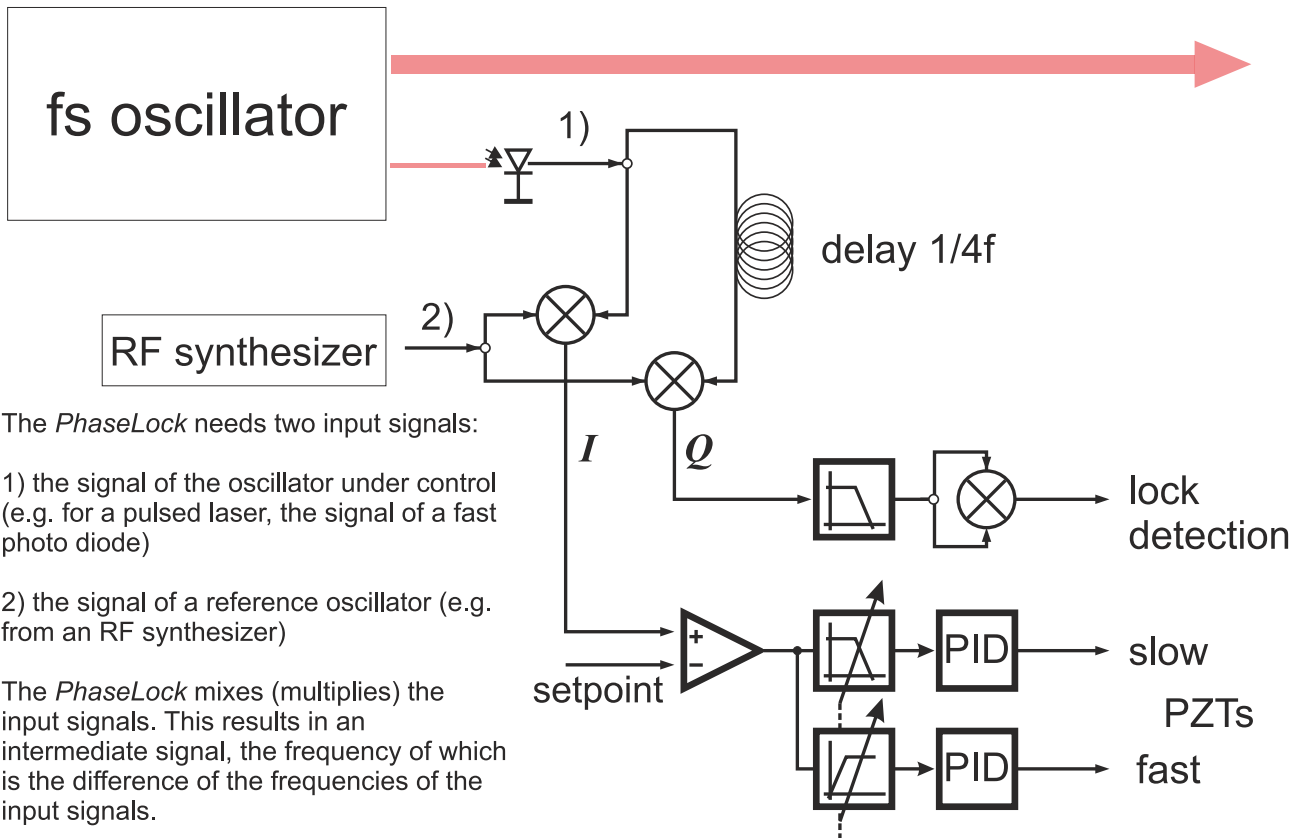 fs oscillator
1)
delay 1/4f
2)
RF synthesizer
The PhaseLock needs two input signals:
1) the signal of the oscillator under control
(e.g. for a pulsed laser, the signal of a fast
photo diode)
2) the signal of a reference oscillator (e.g.
from an RF synthesizer)
The PhaseLock mixes (multiplies) the
input signals. This results in an
intermediate signal, the frequency of which
is the difference of the frequencies of the
input signals.
I
Q
lock
detection
+
−
setpoint
PID
slow
PZTs
PID
fast